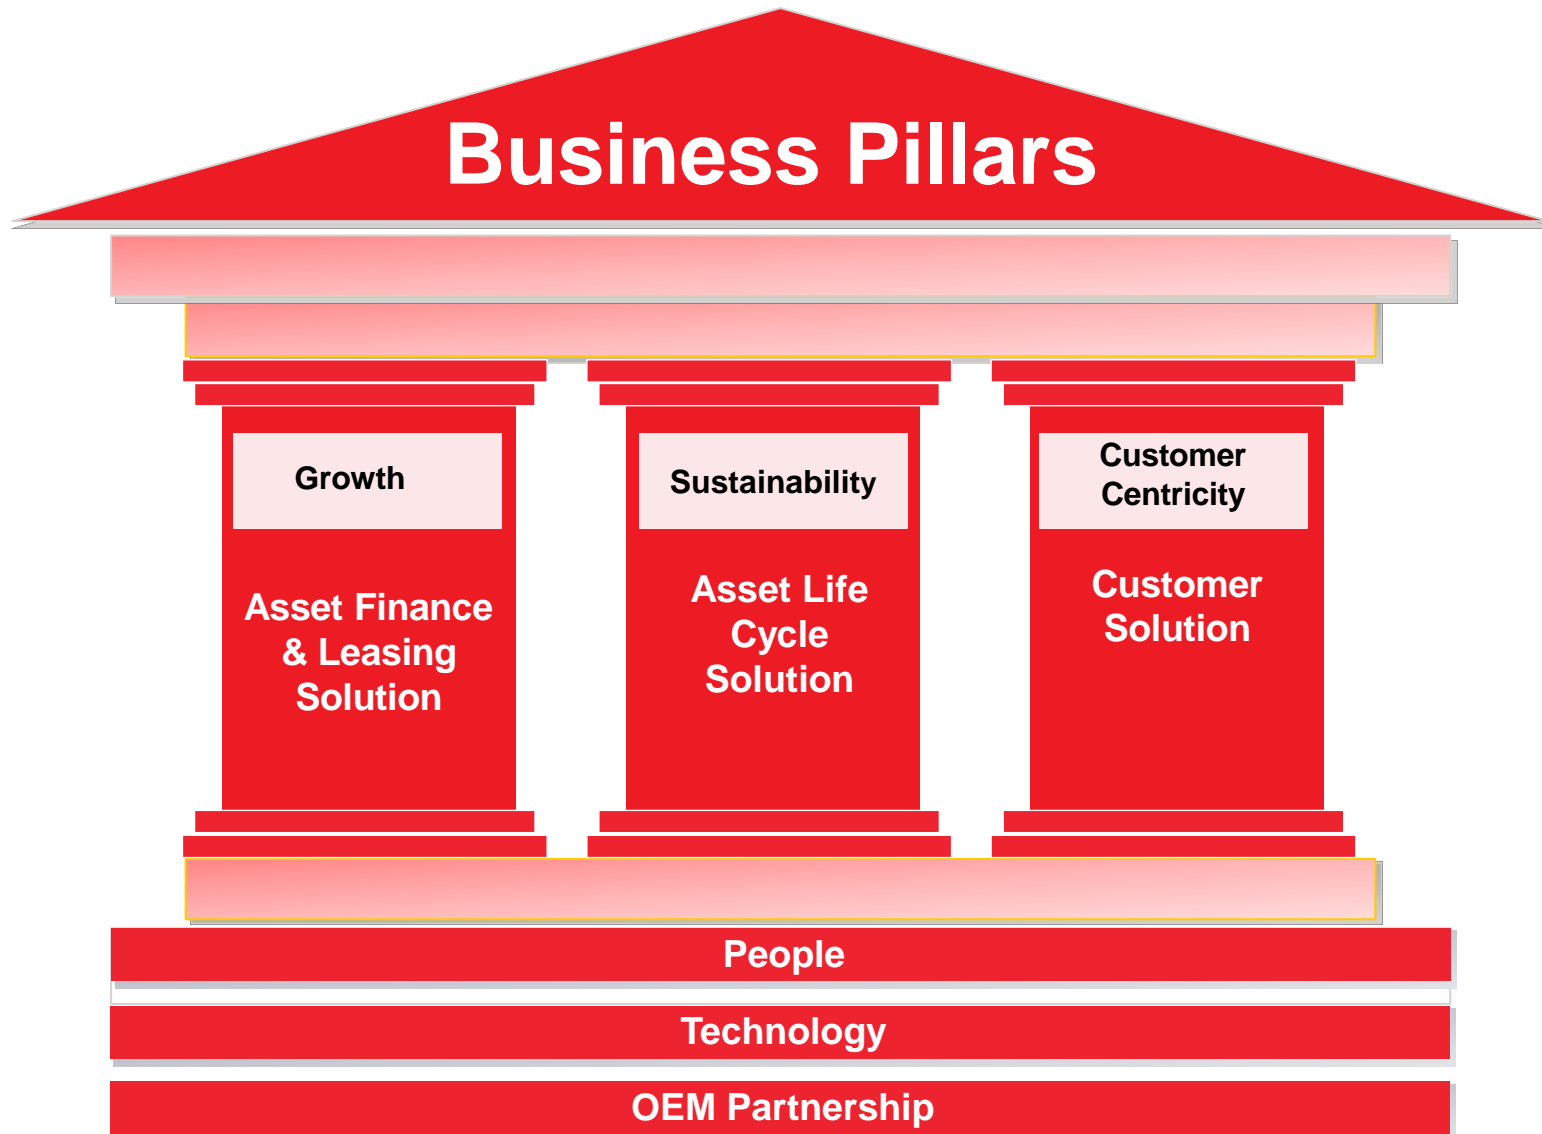 Business Pillars
Growth
Asset Finance
& Leasing
Solution
Sustainability
Asset Life
Cycle
Solution
Customer
Centricity
Customer
Solution
People
Technology
OEM Partnership